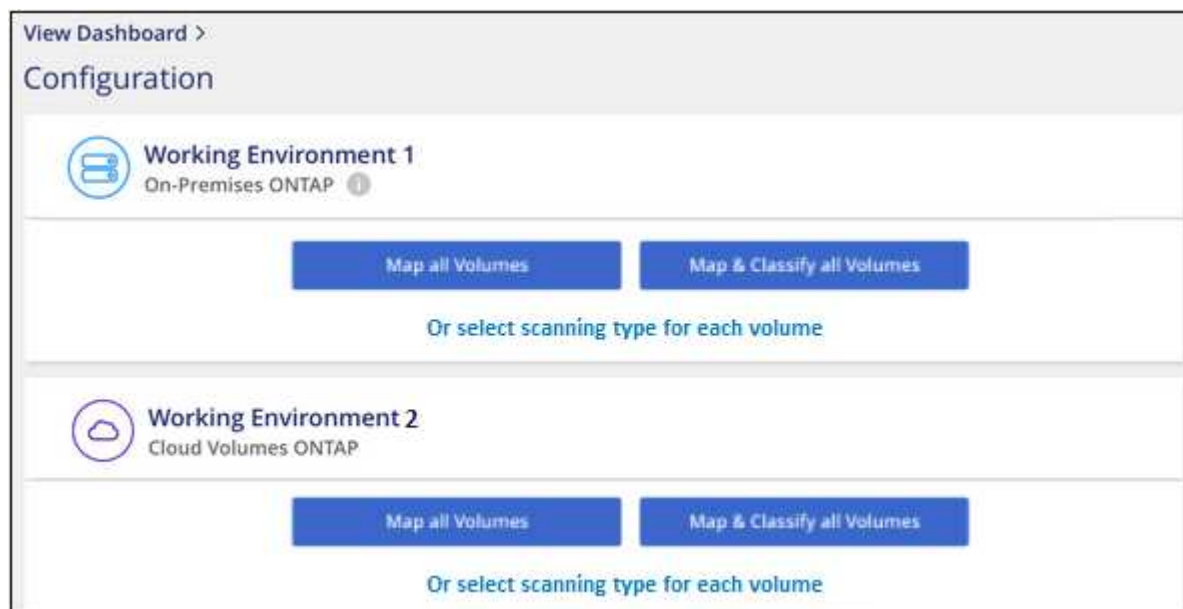 View Dashboard >
Configuration
Working Environment 1
On-Premises ONTAP i
Map all Volumes Map & Classify all Volumes
Or select scanning type for each volume
Working Environment 2
Cloud Volumes ONTAP
Map all Volumes Map & Classify all Volumes
Or select scanning type for each volume